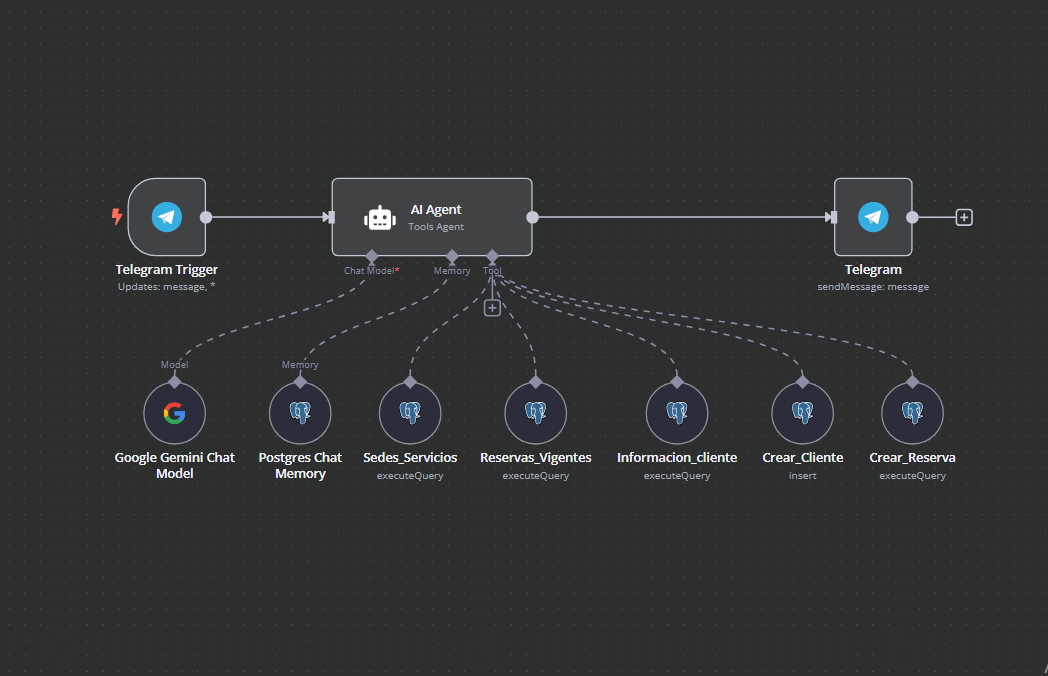 AI Agent
Tools Agent
Telegram Trigger
Updates: message, *
Chat Model*
Memory
Tool
Telegram
sendMessage: message
Model
Memory
Google Gemini Chat
Model
Postgres Chat
Memory
Sedes_Servicios
executeQuery
Reservas_Vigentes
executeQuery
Informacion_cliente
executeQuery
Crear_Cliente
insert
Crear_Reserva
executeQuery